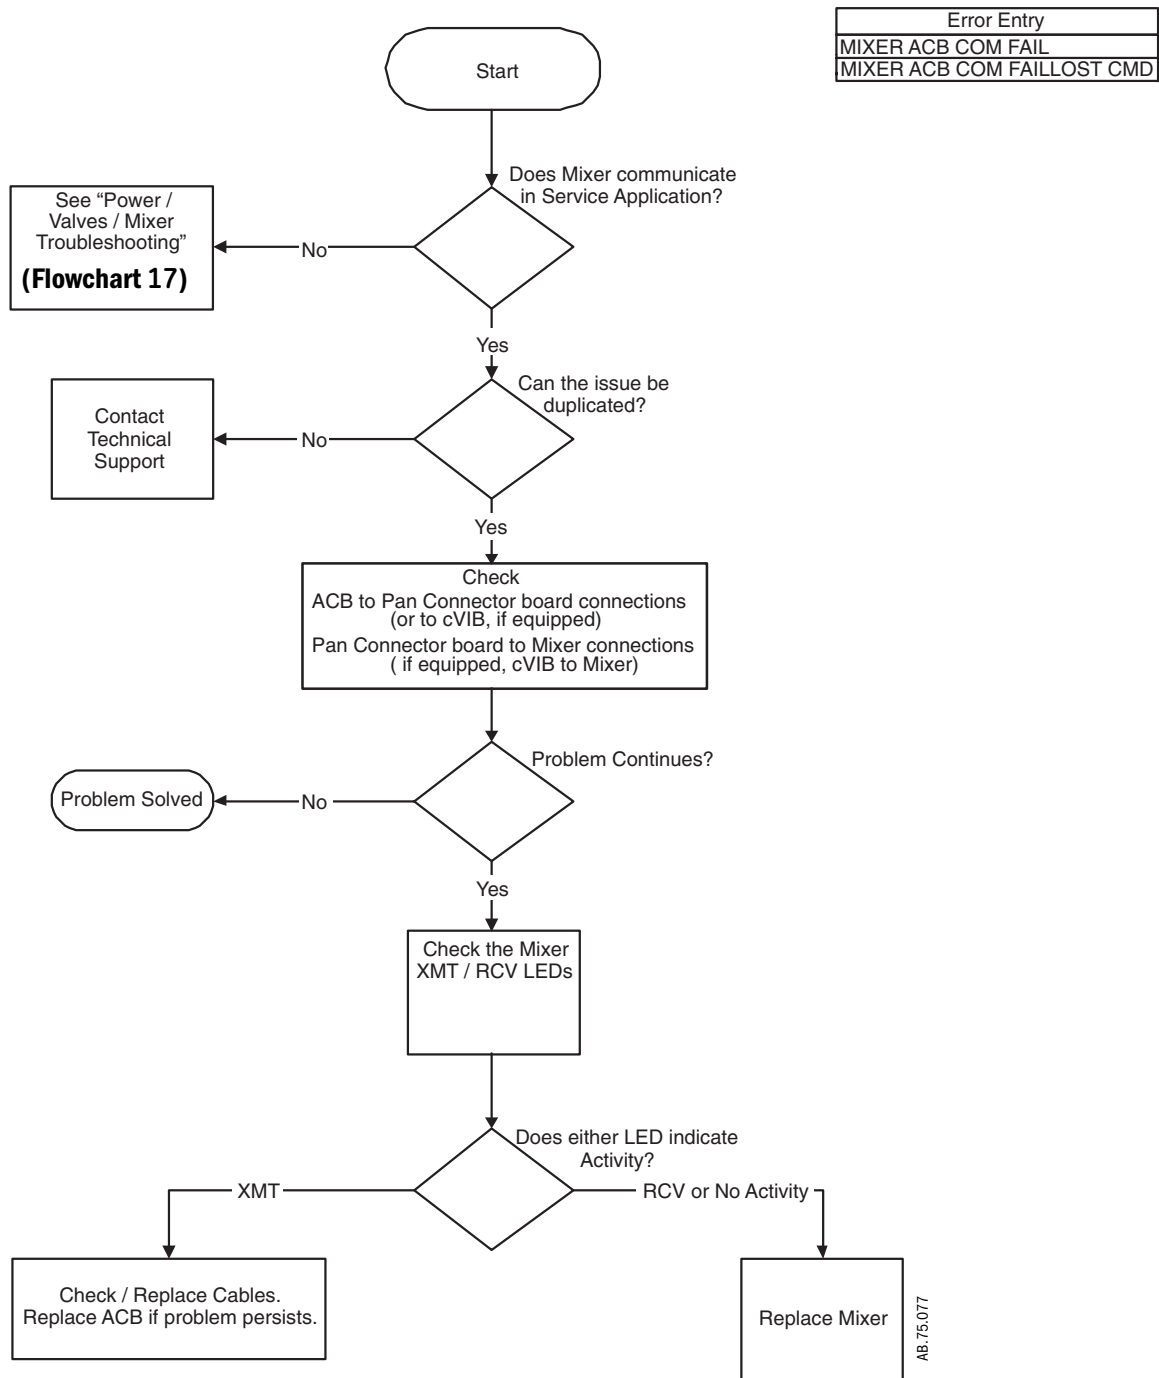 Error Entry
MIXER ACB COM FAIL
MIXER ACB COM FAILLOST CMD
Start
Does Mixer communicate
in Service Application?
See “Power /
Valves / Mixer
Troubleshooting”
(Flowchart 17)
No
Yes
Can the issue be
duplicated?
Contact
Technical
Support
No
Yes
Check
ACB to Pan Connector board connections
(or to cVIB, if equipped)
Pan Connector board to Mixer connections
( if equipped, cVIB to Mixer)
Problem Continues?
Problem Solved
No
Yes
Check the Mixer
XMT / RCV LEDs
Does either LED indicate
Activity?
XMT
RCV or No Activity
Check / Replace Cables.
Replace ACB if problem persists.
Replace Mixer
AB.75.077